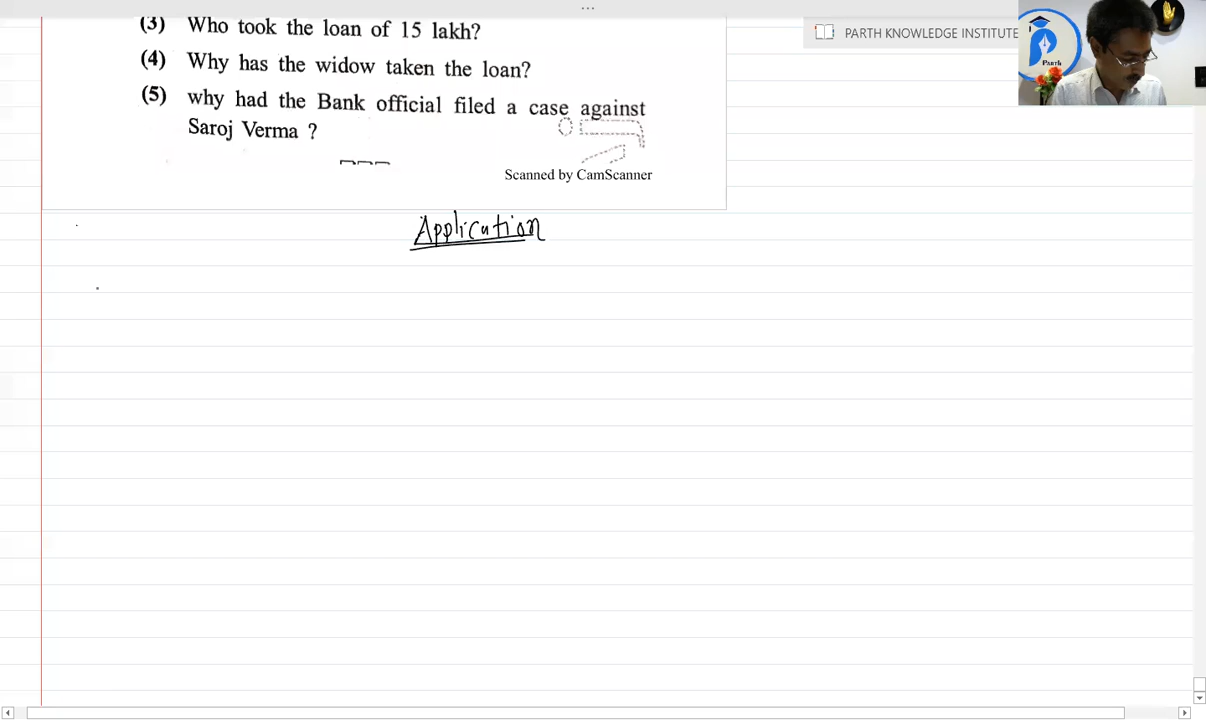 (3) Who took the loan of 15 lakh?
PARTH KNOWLEDGE INSTITUTE
Parth
(4) Why has the widow taken the loan?
(5) why had the Bank official filed a case against
Saroj Verma ?
Scanned by CamScanner
Application